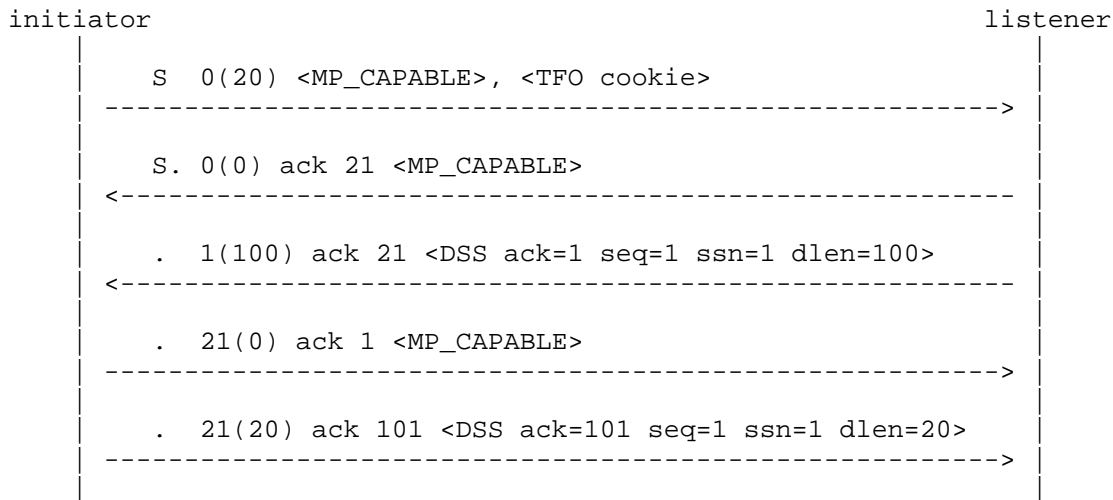 initiator listener
S 0(20) <MP_CAPABLE>, <TFO cookie>
S. 0(0) ack 21 <MP_CAPABLE>
. 1(100) ack 21 <DSS ack=1 seq=1 ssn=1 dlen=100>
. 21(0) ack 1 <MP_CAPABLE>
. 21(20) ack 101 <DSS ack=101 seq=1 ssn=1 dlen=20>